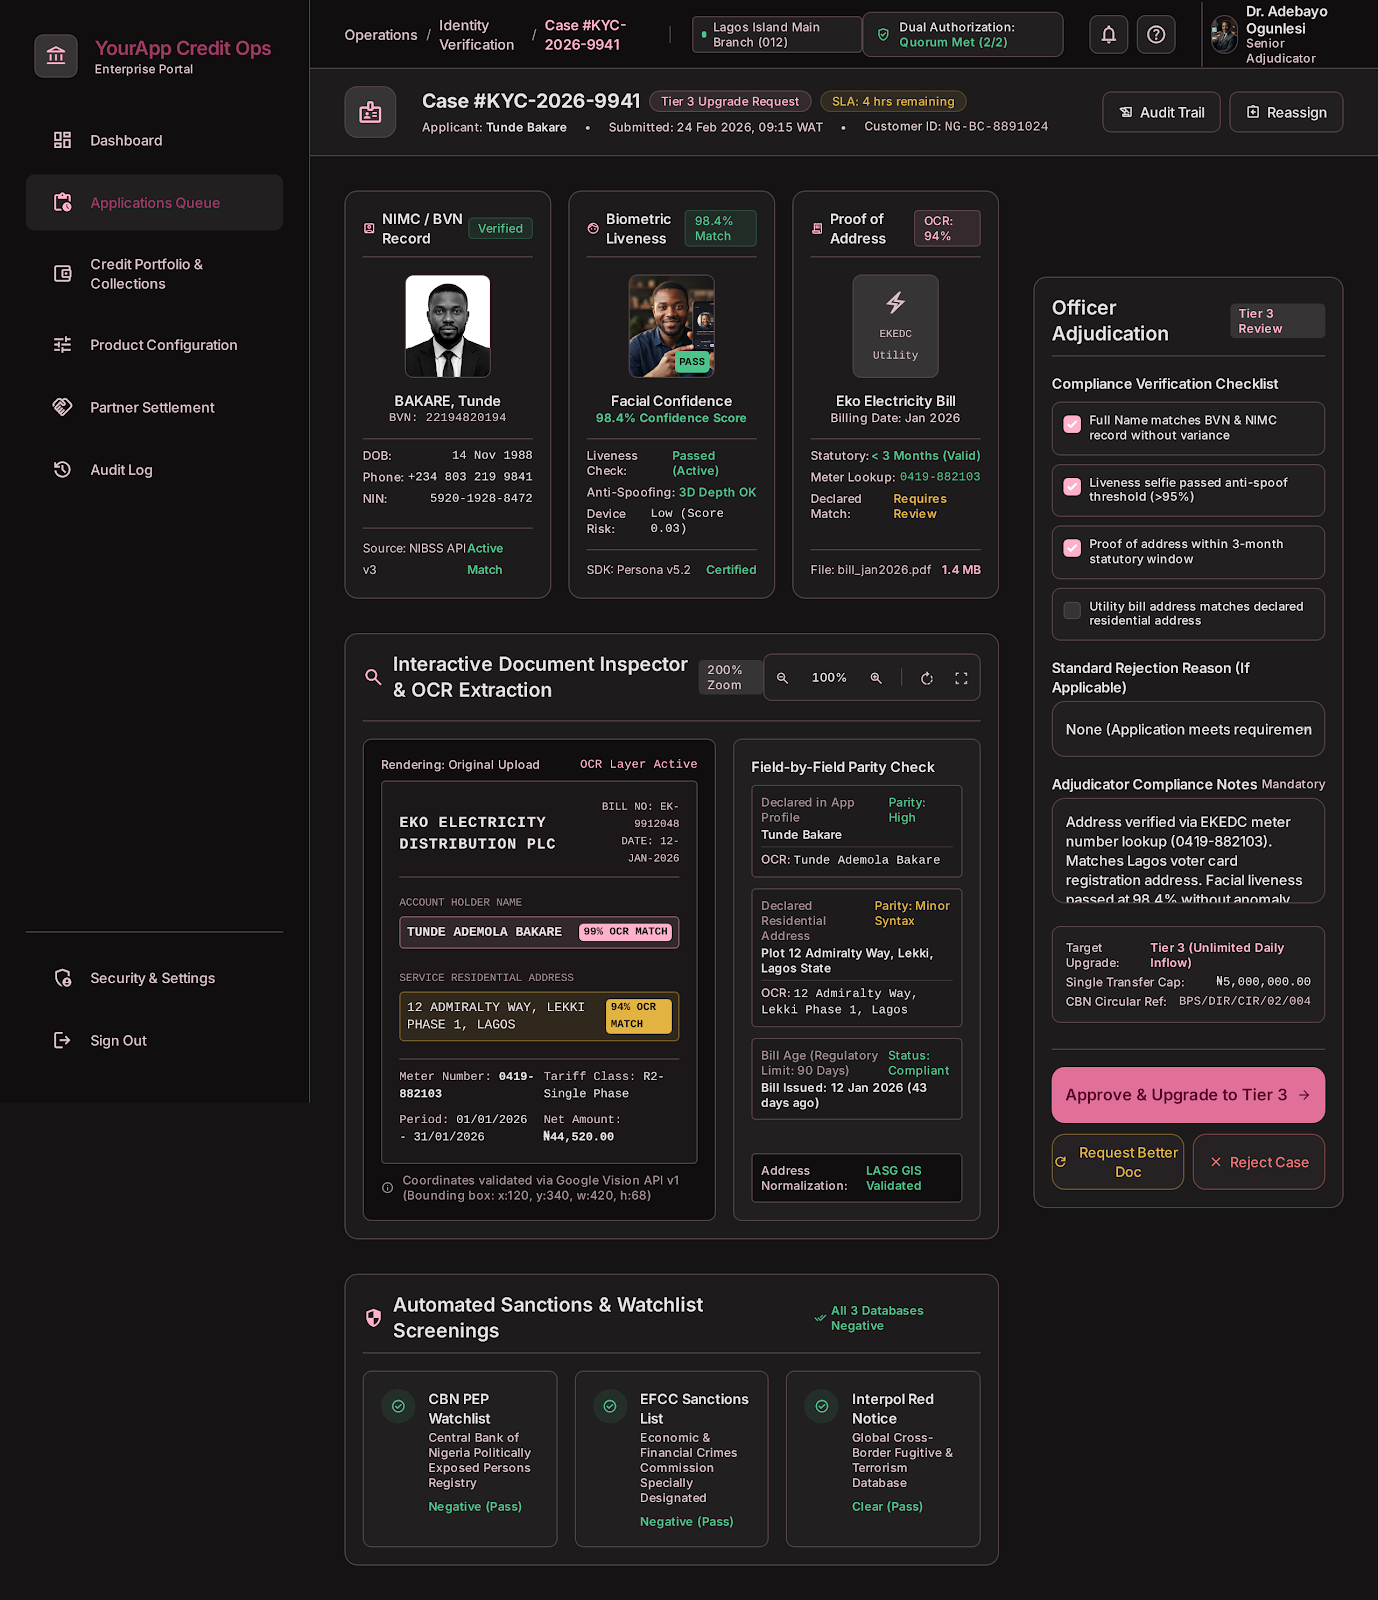 YourApp Credit Ops
Enterprise Portal
Dashboard
Applications Queue
Credit Portfolio &
Collections
Product Configuration
Partner Settlement
Audit Log
Security & Settings
Sign Out
Operations / Identity Verification / Case #KYC-2026-9941
Lagos Island Main
Branch (012)
Dual Authorization:
Quorum Met (2/2)
Dr. Adebayo
Ogunlesi
Senior
Adjudicator
Case #KYC-2026-9941
Tier 3 Upgrade Request
SLA: 4 hrs remaining
Applicant: Tunde Bakare • Submitted: 24 Feb 2026, 09:15 WAT • Customer ID: NG-BC-8891024
Audit Trail
Reassign
NIMC / BVN
Record
Verified
BAKARE, Tunde
BVN: 22194820194
DOB: 14 Nov 1988
Phone: +234 803 219 9841
NIN: 5920-1928-8472
Source: NIBSS API v3
Active Match
Biometric
Liveness
98.4%
Match
PASS
Facial Confidence
98.4% Confidence Score
Liveness Check:
Passed (Active)
Anti-Spoofing: 3D Depth OK
Device Risk:
Low (Score 0.03)
SDK: Persona v5.2 Certified
Proof of
Address
OCR:
94%
EKEDC
Utility
Eko Electricity Bill
Billing Date: Jan 2026
Statutory: < 3 Months (Valid)
Meter Lookup: 0419-882103
Declared Match:
Requires Review
File: bill_jan2026.pdf 1.4 MB
Interactive Document Inspector
& OCR Extraction
200%
Zoom
100%
Rendering: Original Upload
OCR Layer Active
EKO ELECTRICITY
DISTRIBUTION PLC
BILL NO: EK-
9912048
DATE: 12-
JAN-2026
ACCOUNT HOLDER NAME
TUNDE ADEMOLA BAKARE 99% OCR MATCH
SERVICE RESIDENTIAL ADDRESS
12 ADMIRALTY WAY, LEKKI
PHASE 1, LAGOS
94% OCR
MATCH
Meter Number: 0419-
882103
Tariff Class: R2-
Single Phase
Period: 01/01/2026
- 31/01/2026
Net Amount:
₦44,520.00
Coordinates validated via Google Vision API v1
(Bounding box: x:120, y:340, w:420, h:68)
Field-by-Field Parity Check
Declared in App
Profile
Parity:
High
Tunde Bakare
OCR: Tunde Ademola Bakare
Declared
Residential
Address
Parity: Minor
Syntax
Plot 12 Admiralty Way, Lekki,
Lagos State
OCR: 12 Admiralty Way,
Lekki Phase 1, Lagos
Bill Age (Regulatory
Limit: 90 Days)
Status:
Compliant
Bill Issued: 12 Jan 2026 (43
days ago)
Address
Normalization:
LASG GIS
Validated
Automated Sanctions & Watchlist
Screenings
All 3 Databases
Negative
CBN PEP
Watchlist
Central Bank of
Nigeria Politically
Exposed Persons
Registry
Negative (Pass)
EFCC Sanctions
List
Economic &
Financial Crimes
Commission
Specially
Designated
Negative (Pass)
Interpol Red
Notice
Global Cross-
Border Fugitive &
Terrorism
Database
Clear (Pass)
Officer
Adjudication
Tier 3
Review
Compliance Verification Checklist
Full Name matches BVN & NIMC
record without variance
Liveness selfie passed anti-spoof
threshold (>95%)
Proof of address within 3-month
statutory window
Utility bill address matches declared
residential address
Standard Rejection Reason (If
Applicable)
None (Application meets requiremen
Adjudicator Compliance Notes Mandatory
Address verified via EKEDC meter
number lookup (0419-882103).
Matches Lagos voter card
registration address. Facial liveness
passed at 98.4% without anomaly
Target
Upgrade:
Tier 3 (Unlimited Daily
Inflow)
Single Transfer Cap: ₦5,000,000.00
CBN Circular Ref: BPS/DIR/CIR/02/004
Approve & Upgrade to Tier 3
Request Better
Doc
Reject Case